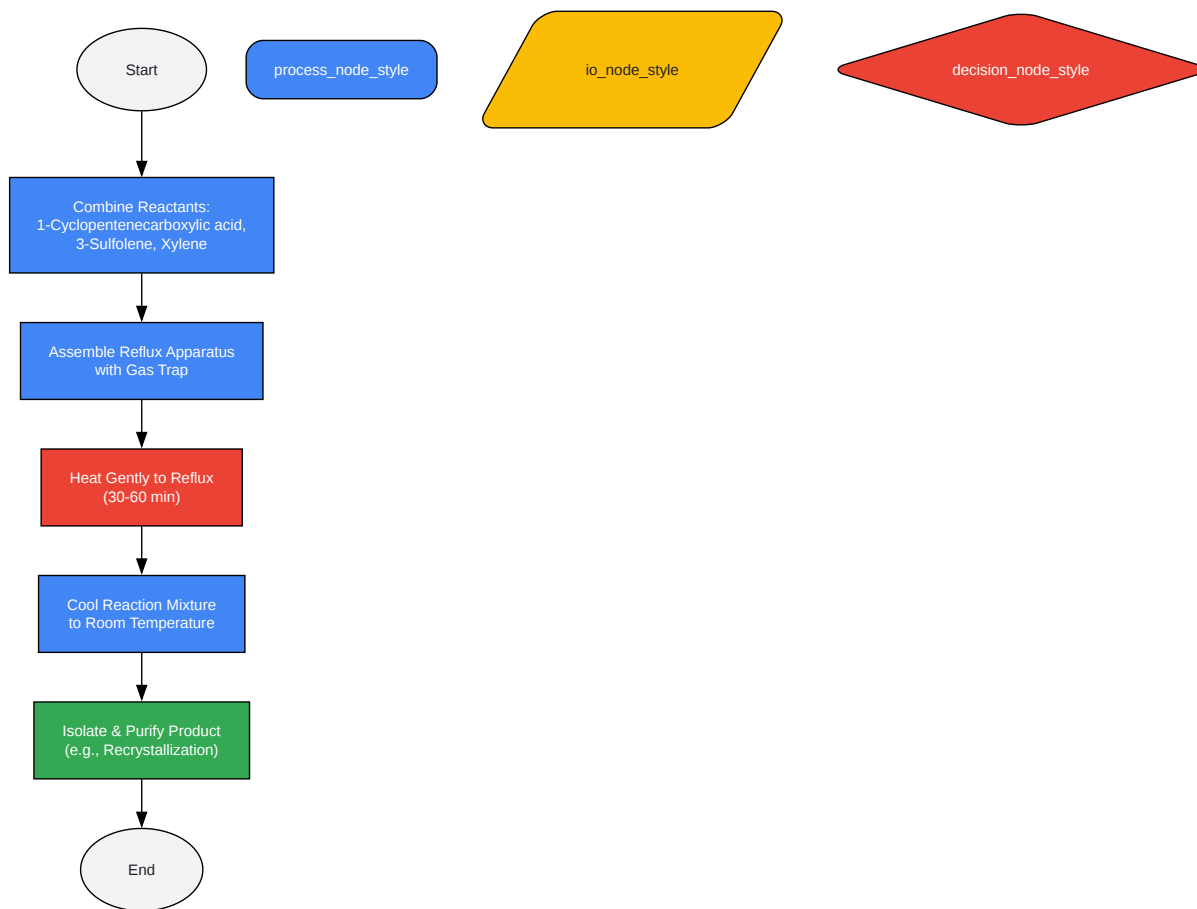 Start
process_node_style
io_node_style
decision_node_style
Combine Reactants:
1-Cyclopentenecarboxylic acid,
3-Sulfolene, Xylene
Assemble Reflux Apparatus
with Gas Trap
Heat Gently to Reflux
(30-60 min)
Cool Reaction Mixture
to Room Temperature
Isolate & Purify Product
(e.g., Recrystallization)
End